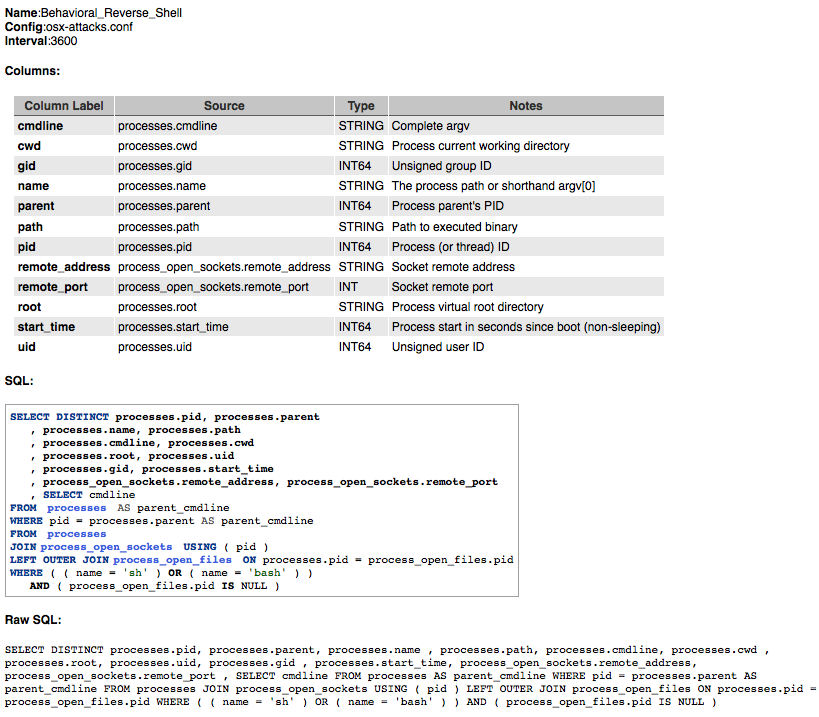 Name:Behavioral_Reverse_Shell
Config:osx-attacks.conf
Interval:3600
Columns:
Column Label Source Type Notes
cmdline processes.cmdline STRING Complete argv
cwd processes.cwd STRING Process current working directory
gid processes.gid INT64 Unsigned group ID
name processes.name STRING The process path or shorthand argv[0]
parent processes.parent INT64 Process parent's PID
path processes.path STRING Path to executed binary
pid processes.pid INT64 Process (or thread) ID
remote_address process_open_sockets.remote_address STRING Socket remote address
remote_port process_open_sockets.remote_port INT Socket remote port
root processes.root STRING Process virtual root directory
start_time processes.start_time INT64 Process start in seconds since boot (non-sleeping)
uid processes.uid INT64 Unsigned user ID
SQL:
SELECT DISTINCT processes.pid, processes.parent
, processes.name, processes.path
, processes.cmdline, processes.cwd
, processes.root, processes.uid
, processes.gid, processes.start_time
, process_open_sockets.remote_address, process_open_sockets.remote_port
, SELECT cmdline
FROM processes AS parent_cmdline
WHERE pid = processes.parent AS parent_cmdline
FROM processes
JOIN process_open_sockets USING ( pid )
LEFT OUTER JOIN process_open_files ON processes.pid = process_open_files.pid
WHERE ( ( name = 'sh' ) OR ( name = 'bash' ) )
AND ( process_open_files.pid IS NULL )
Raw SQL:
SELECT DISTINCT processes.pid, processes.parent, processes.name , processes.path, processes.cmdline, processes.cwd ,
processes.root, processes.uid, processes.gid , processes.start_time, process_open_sockets.remote_address,
process_open_sockets.remote_port , SELECT cmdline FROM processes AS parent_cmdline WHERE pid = processes.parent AS
parent_cmdline FROM processes JOIN process_open_sockets USING ( pid ) LEFT OUTER JOIN process_open_files ON processes.pid =
process_open_files.pid WHERE ( ( name = 'sh' ) OR ( name = 'bash' ) ) AND ( process_open_files.pid IS NULL )